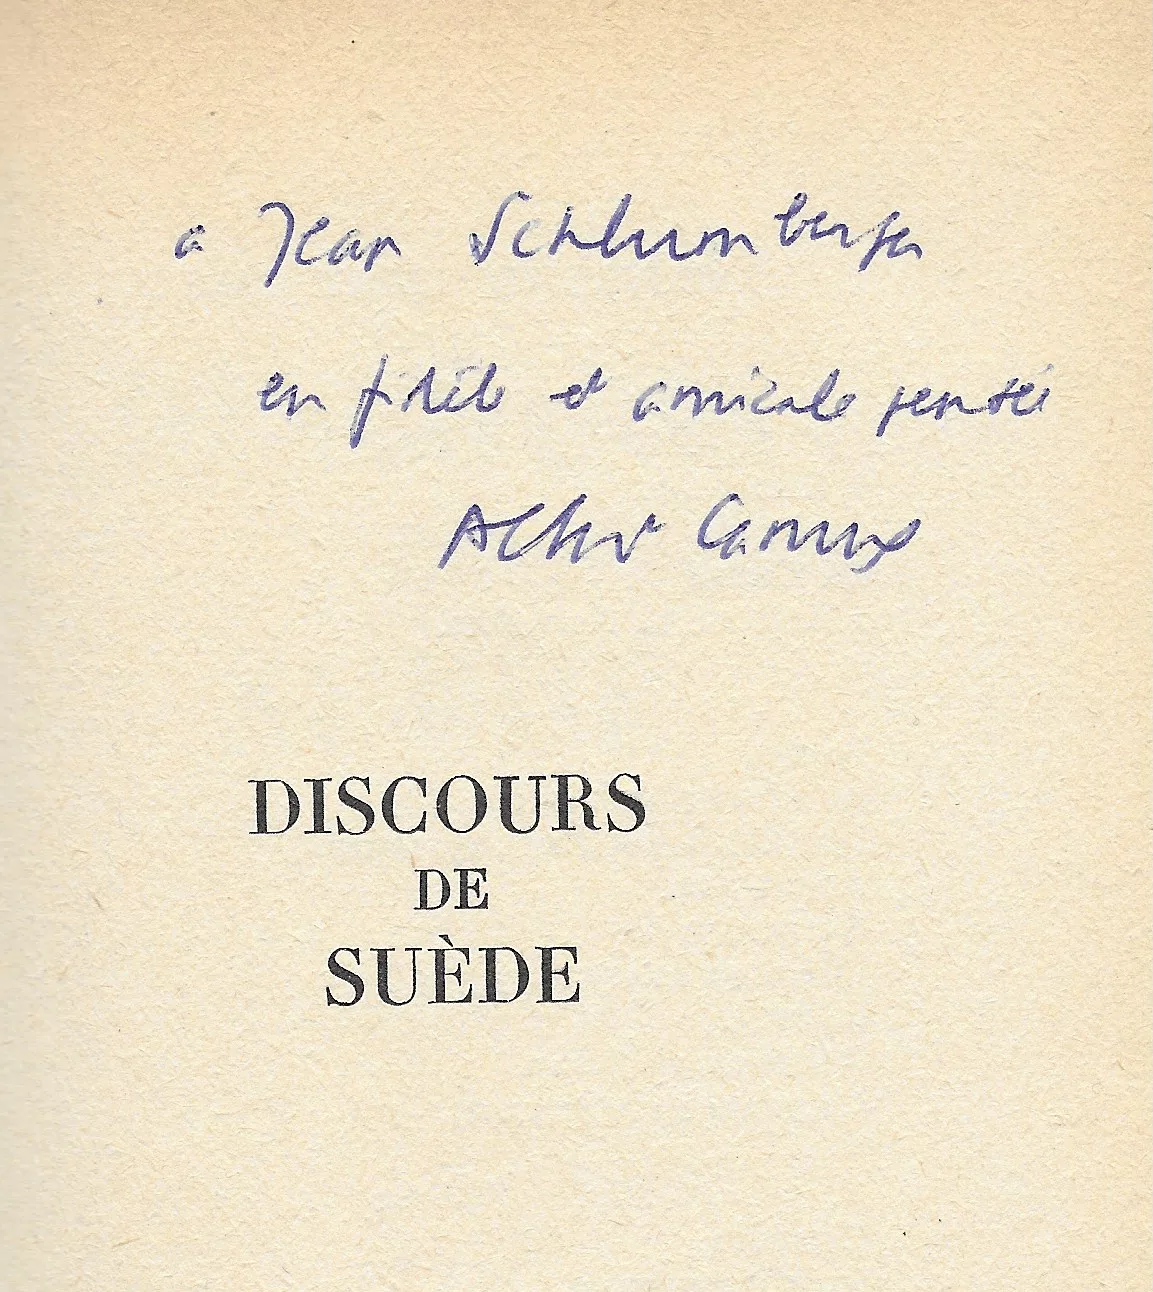 a Jean Schlumberger
en fidèle et amicale pensée
Albert Camus
DISCOURS
DE
SUÈDE